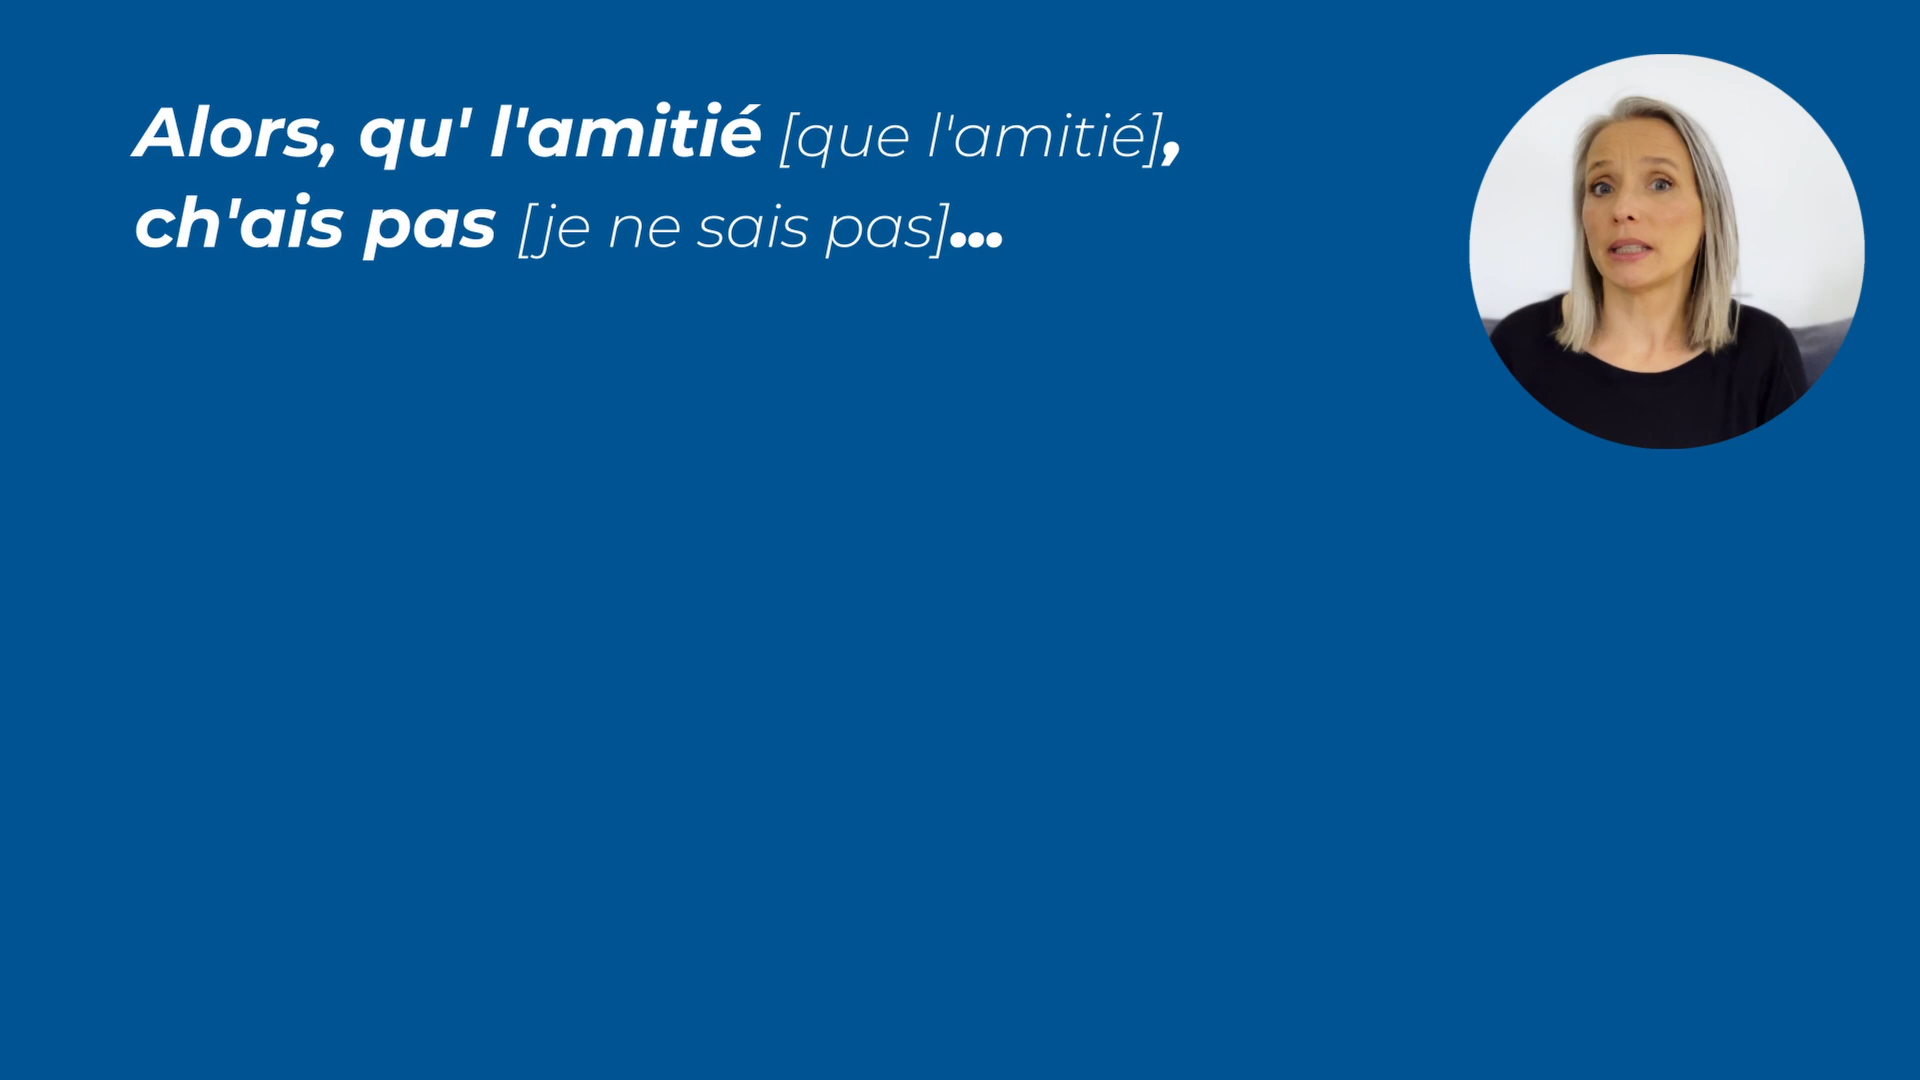 Alors, qu' l'amitié [que l'amitié],
ch'ais pas [je ne sais pas]...